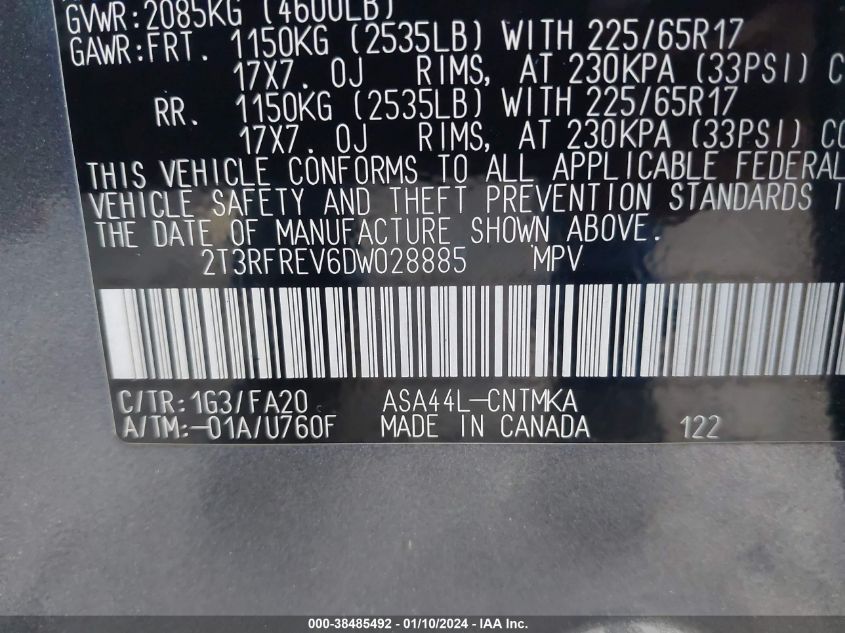 GVWR:2085KG (4600LB)
GAWR:FRT. 1150KG (2535LB) WITH 225/65R17
17X7. 0J RIMS, AT 230KPA (33PSI) C
RR. 1150KG (2535LB) WITH 225/65R17
17X7. 0J RIMS, AT 230KPA (33PSI) CO
THIS VEHICLE CONFORMS TO ALL APPLICABLE FEDERAL
VEHICLE SAFETY AND THEFT PREVENTION STANDARDS I
THE DATE OF MANUFACTURE SHOWN ABOVE.
2T3RFREV6DW028885 MPV
C/TR:1G3/FA20 ASA44L-CNTMKA
A/TM:-01A/U760F MADE IN CANADA 122
000-38485492 - 01/10/2024 - IAA Inc.